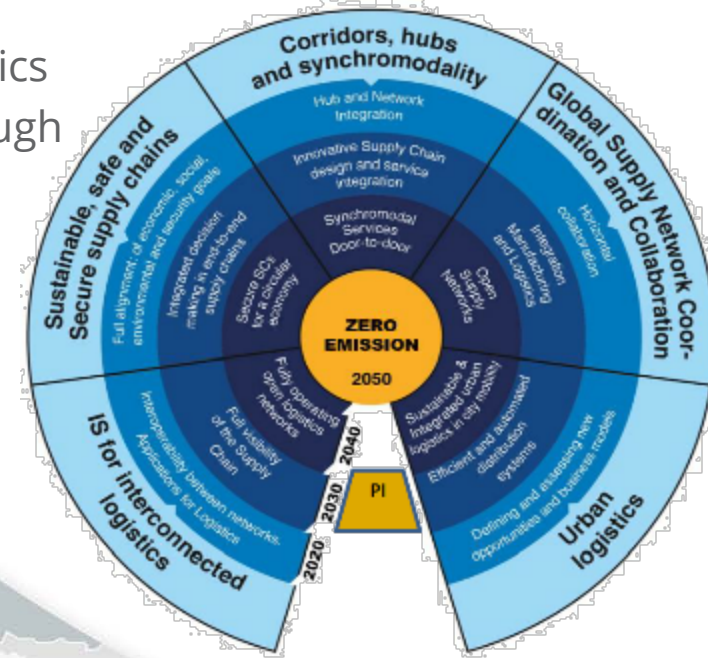 ics
ugh
Corridors, hubs
and synchromodality
Hub and Network
Integration
Innovative Supply Chain
design and service
integration
Synchromodal
Services
Door-to-door
Global Supply Network Coor-
dination and Collaboration
Horizontal
collaboration
Integration
Manufacturing
and Logistics
Open
Supply
Networks
Sustainable, safe and
Secure supply chains
Full alignment: of economic, social,
environmental and security goals
Integrated decision
making in end-to-end
supply chains
Secure SCs
for a circular
economy
ZERO
EMISSION
2050
IS for interconnected
logistics
Interoperability between networks-
Applications for Logistics
Full visibility
of the Supply
Chain
Fully operating
open logistics
networks
Urban
logistics
Defining and assessing new
opportunities and business models
Efficient and automated
distribution
systems
Sustainable &
Integrated urban
logistics in city mobility
2040
2030
2020
PI